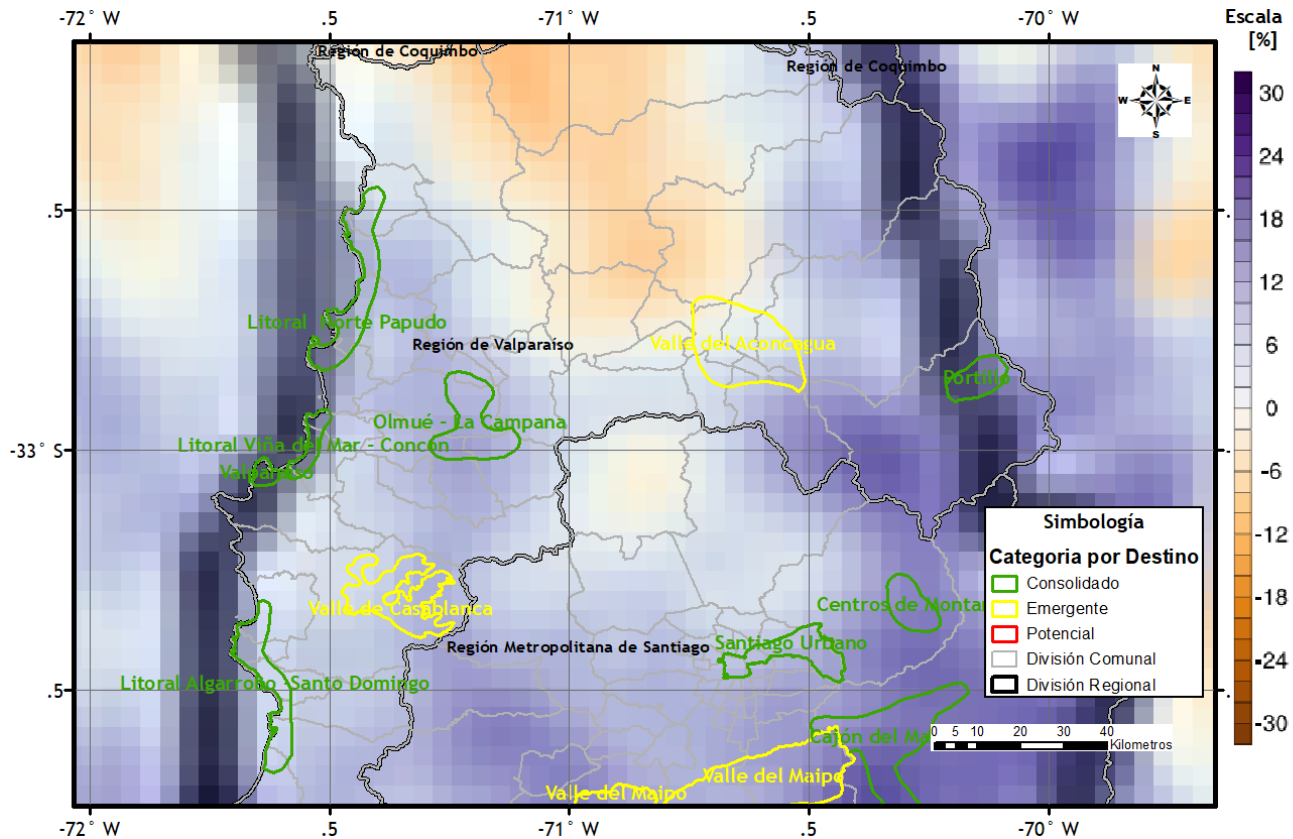 -72° W
.5
-71° W
.5
-70° W
Escala
[%]
Región de Coquimbo
Región de Coquimbo
N
W
E
S
30
24
18
12
6
0
-6
-12
-18
-24
-30
.5
Litoral Norte Papudo
Región de Valparaíso
Valle del Aconcagua
Portillo
Olmué - La Campana
-33°
Litoral Viña del Mar - Concón
Valparaíso
Simbología
Categoria por Destino
Consolidado
Emergente
Potencial
División Comunal
División Regional
Valle de Casablanca
Centros de Montañ
Región Metropolitana de Santiago
Santiago Urbano
Litoral Algarrobo -Santo Domingo
.5
Cajón del Ma
0 5 10 20 30 40
Kilometros
Valle del Maipo
Valle del Maipo
-72° W
.5
-71° W
.5
-70° W